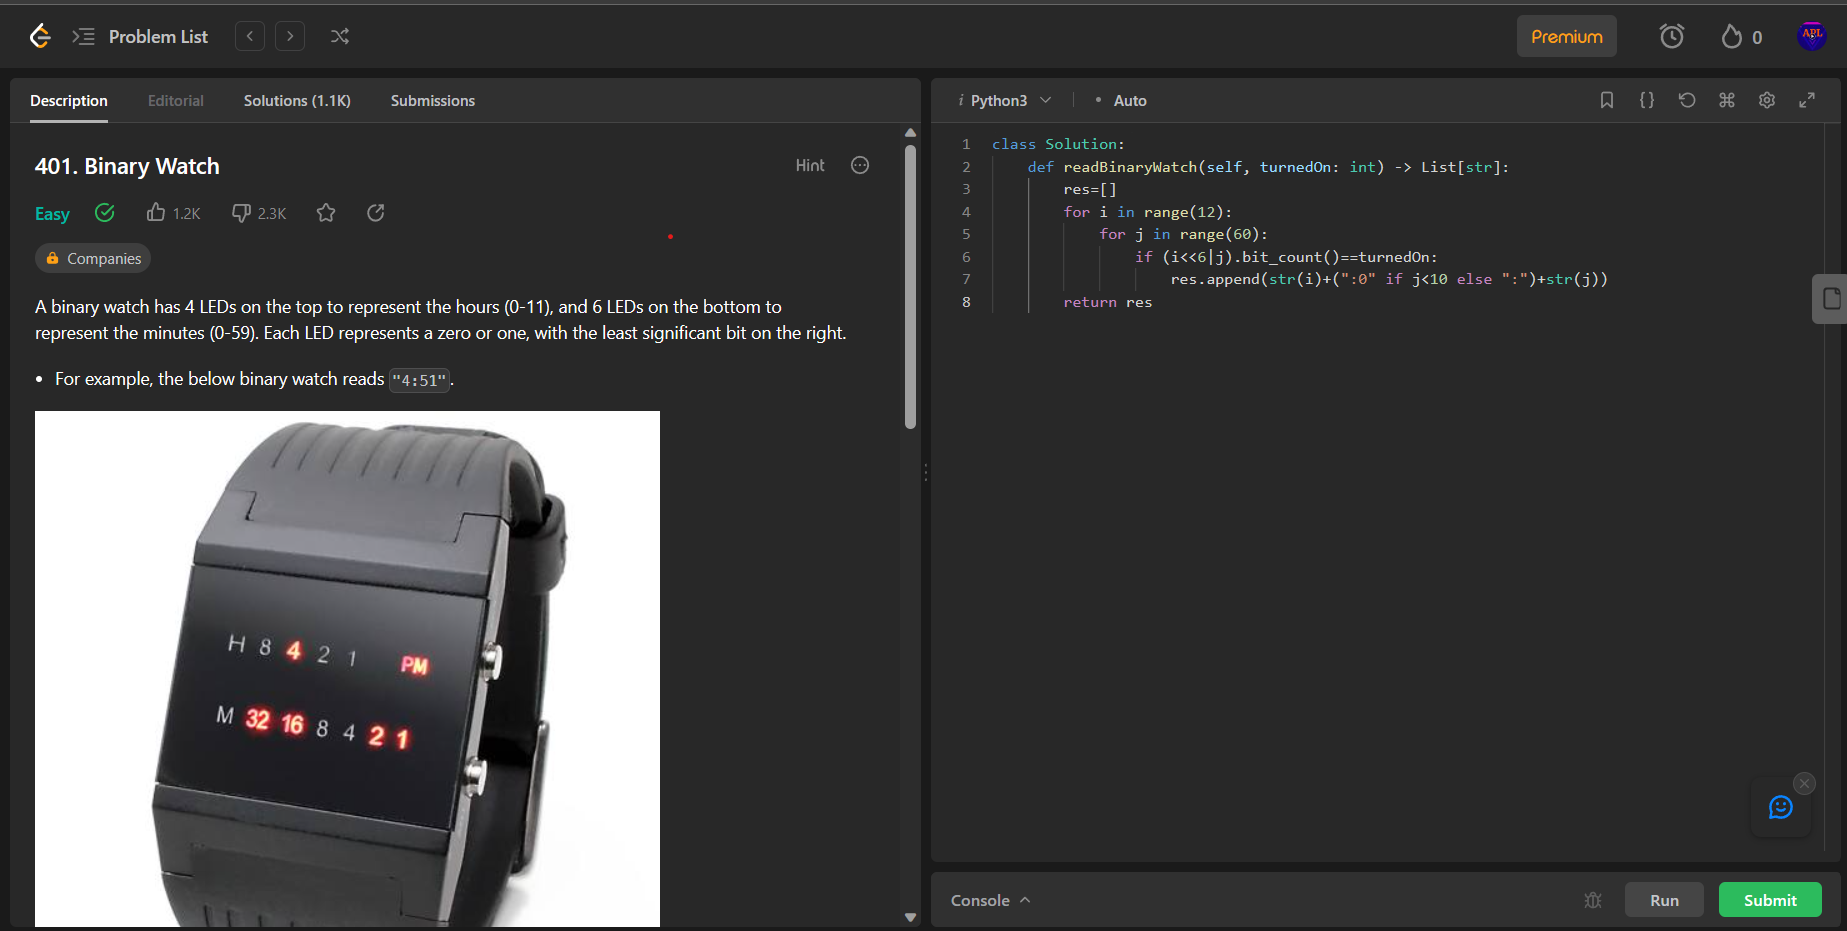 Problem List
Premium
0
APL
Description Editorial Solutions (1.1K) Submissions
401. Binary Watch
Hint
Easy 1.2K 2.3K
Companies
A binary watch has 4 LEDs on the top to represent the hours (0-11), and 6 LEDs on the bottom to
represent the minutes (0-59). Each LED represents a zero or one, with the least significant bit on the right.
• For example, the below binary watch reads "4:51".
H 8 4 2 1 PM
M 32 16 8 4 2 1
i Python3 • Auto
1 class Solution:
2     def readBinaryWatch(self, turnedOn: int) -> List[str]:
3         res=[]
4         for i in range(12):
5             for j in range(60):
6                 if (i<<6|j).bit_count()==turnedOn:
7                     res.append(str(i)+(":0" if j<10 else ":")+str(j))
8         return res
Console
Run
Submit